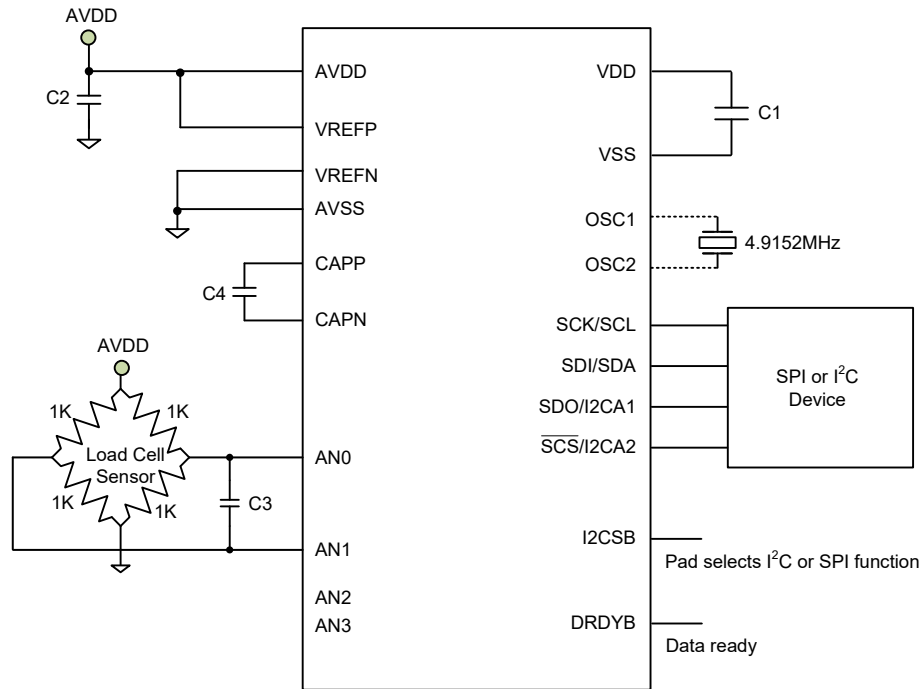 AVDD
AVDD
VDD
C2
C1
VREFP
VSS
VREFN
AVSS
OSC1
4.9152MHz
CAPP
OSC2
C4
CAPN
SCK/SCL
AVDD
SDI/SDA
SPI or I²C
Device
1K
1K
SDO/I2CA1
Load Cell
Sensor
AN0
SCS/I2CA2
1K
1K
C3
AN1
I2CSB
Pad selects I²C or SPI function
AN2
AN3
DRDYB
Data ready